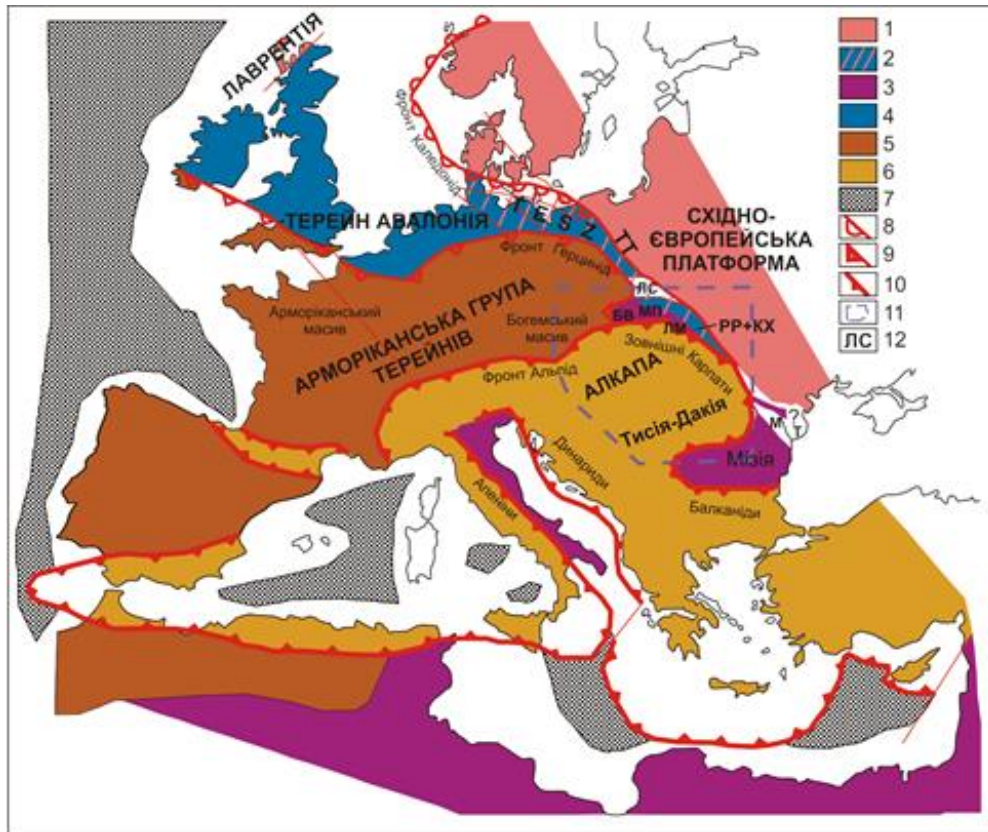 ЛАВРЕНТІЯ
1
2
3
4
5
6
7
8
9
10
11
ЛС 12
Фронт Каледонід
ТЕРЕЙН АВАЛОНІЯ
TESZ
ТТ
СХІДНО-
ЄВРОПЕЙСЬКА
ПЛАТФОРМА
Фронт Герцинід
ЛС
БВ МП
ЛМ
РР+КХ
Арморіканський
масив
АРМОРІКАНСЬКА ГРУПА
ТЕРЕЙНІВ
Богемський
масив
Зовнішні Карпати
Фронт Альпід
АЛКАПА
Тисія-Дакія
М ?
Т
Мізія
Динариди
Апеніни
Балканіди